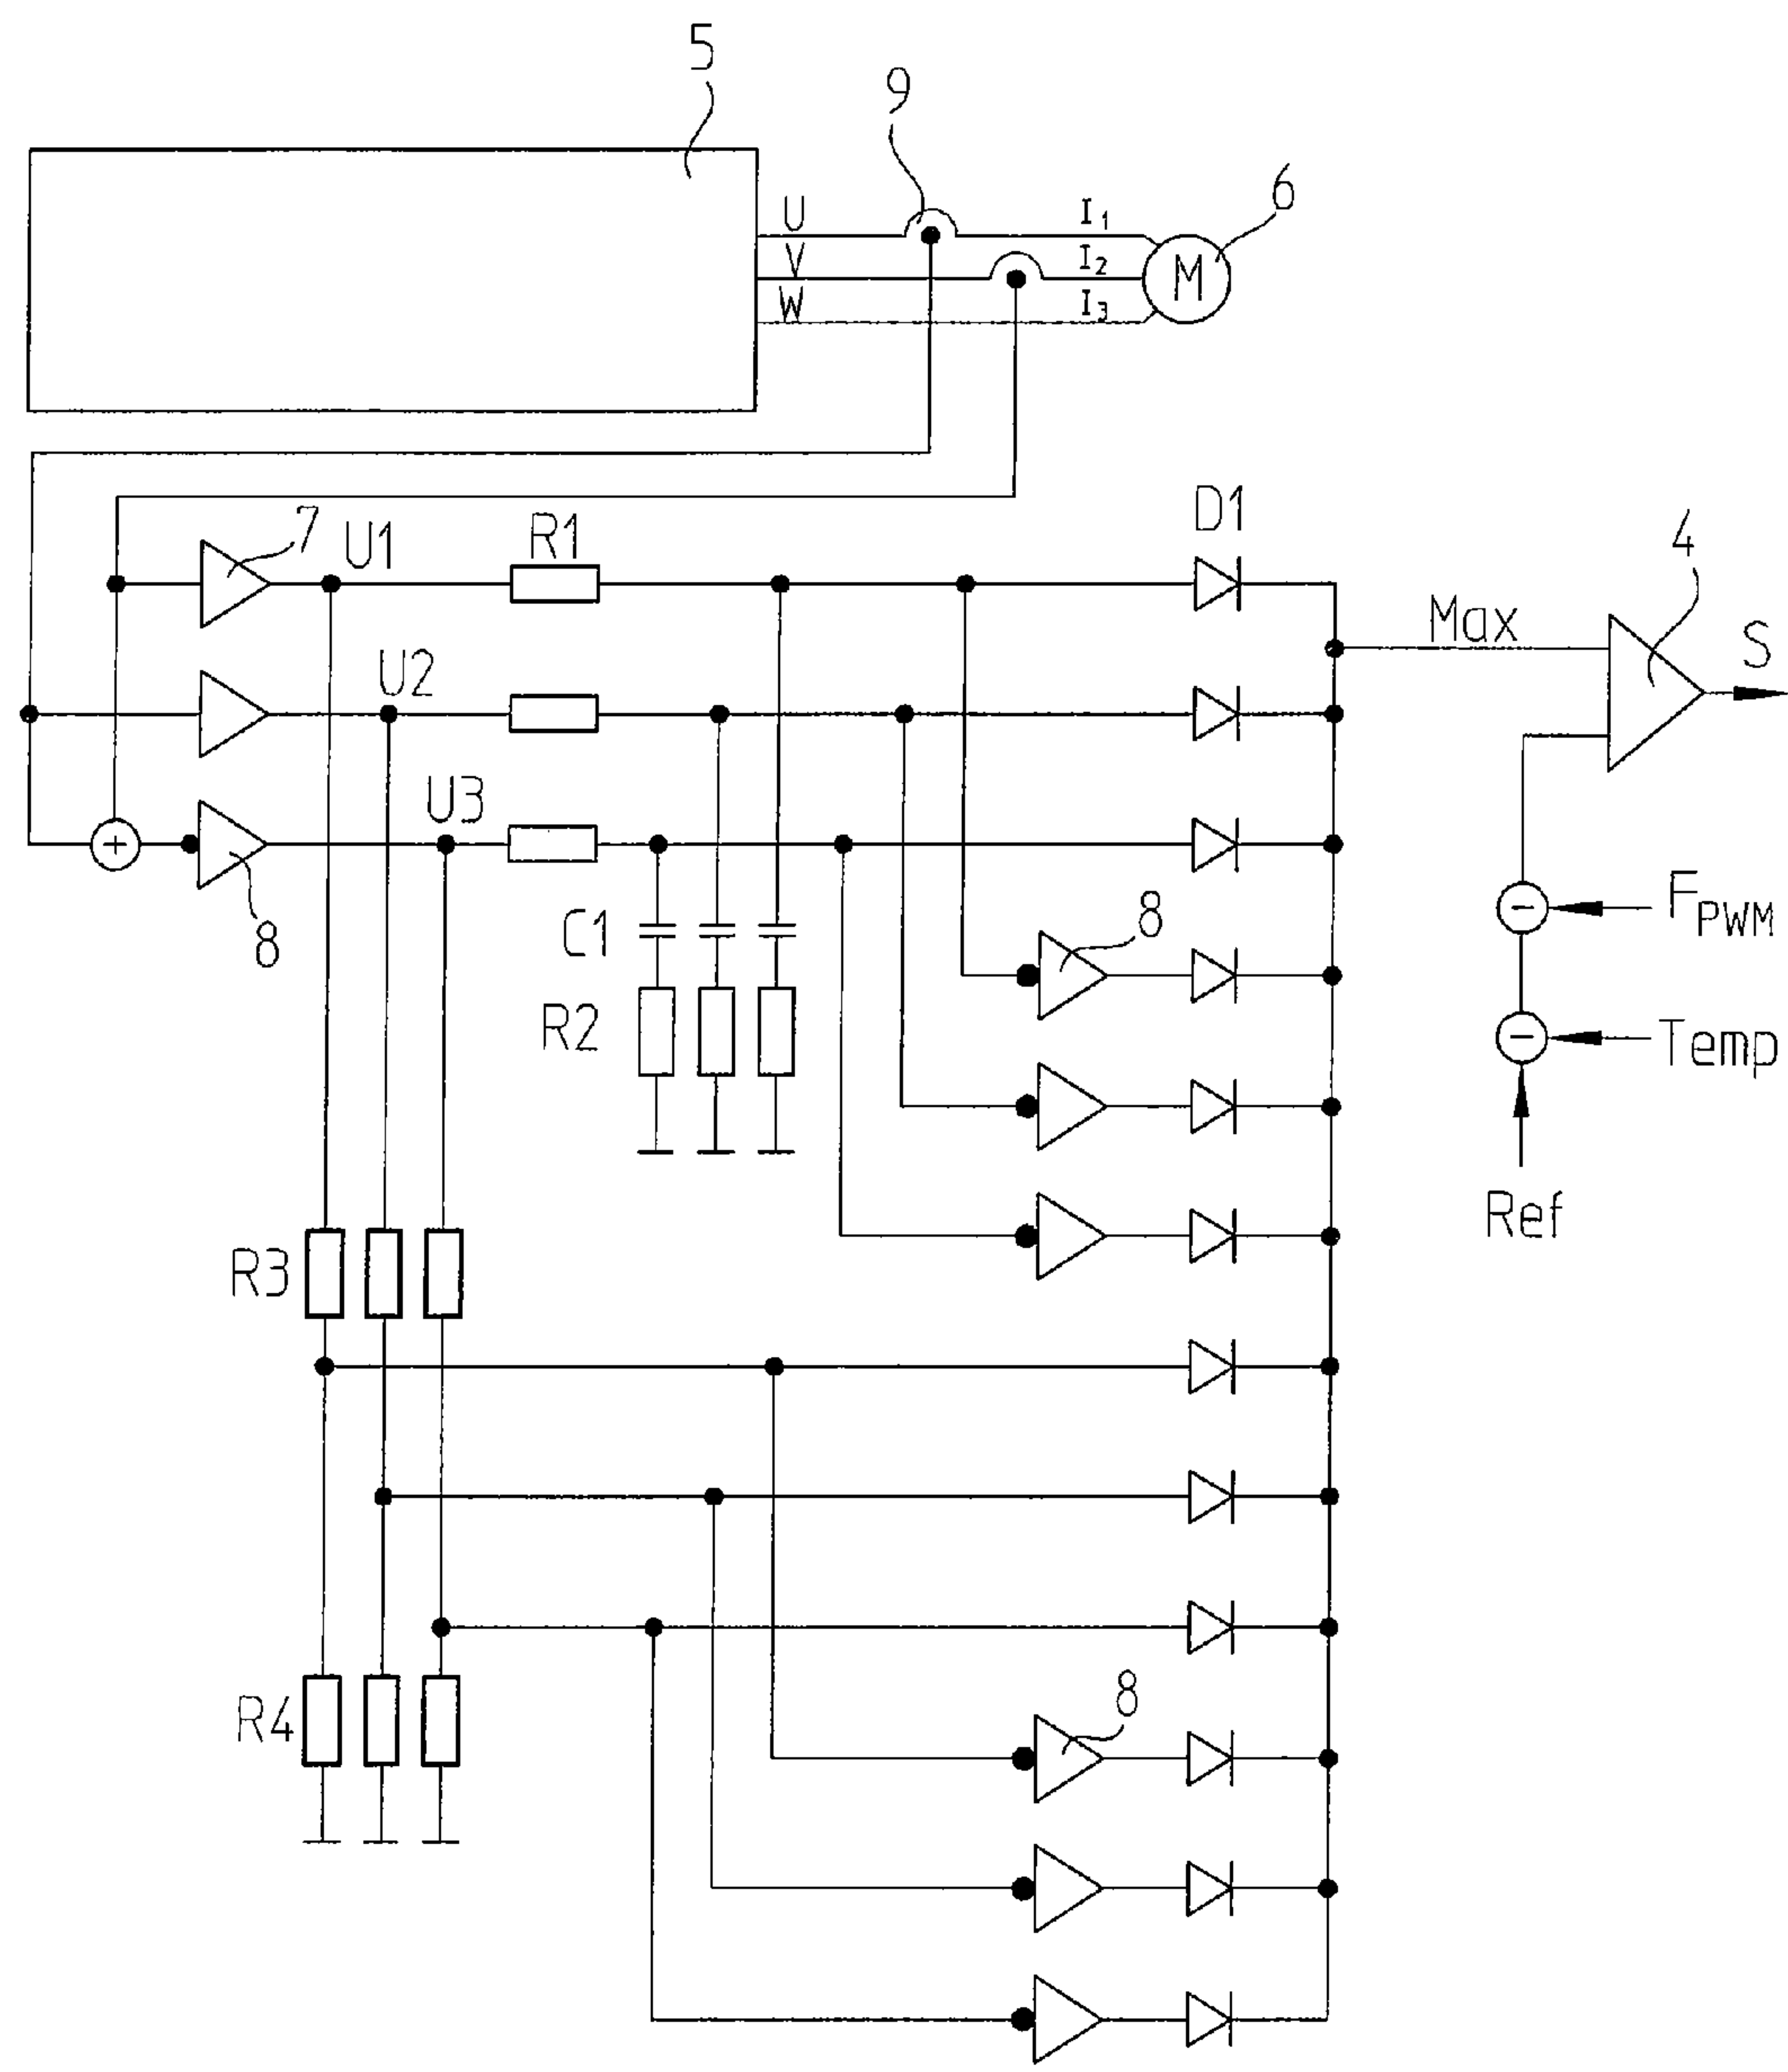 5
9
6
U
I₁
V
I₂
M
W
I₃
7
U1
R1
D1
4
Max
S
U2
U3
+
8
C1
8
− F_PWM
R2
− Temp
Ref
R3
8
R4